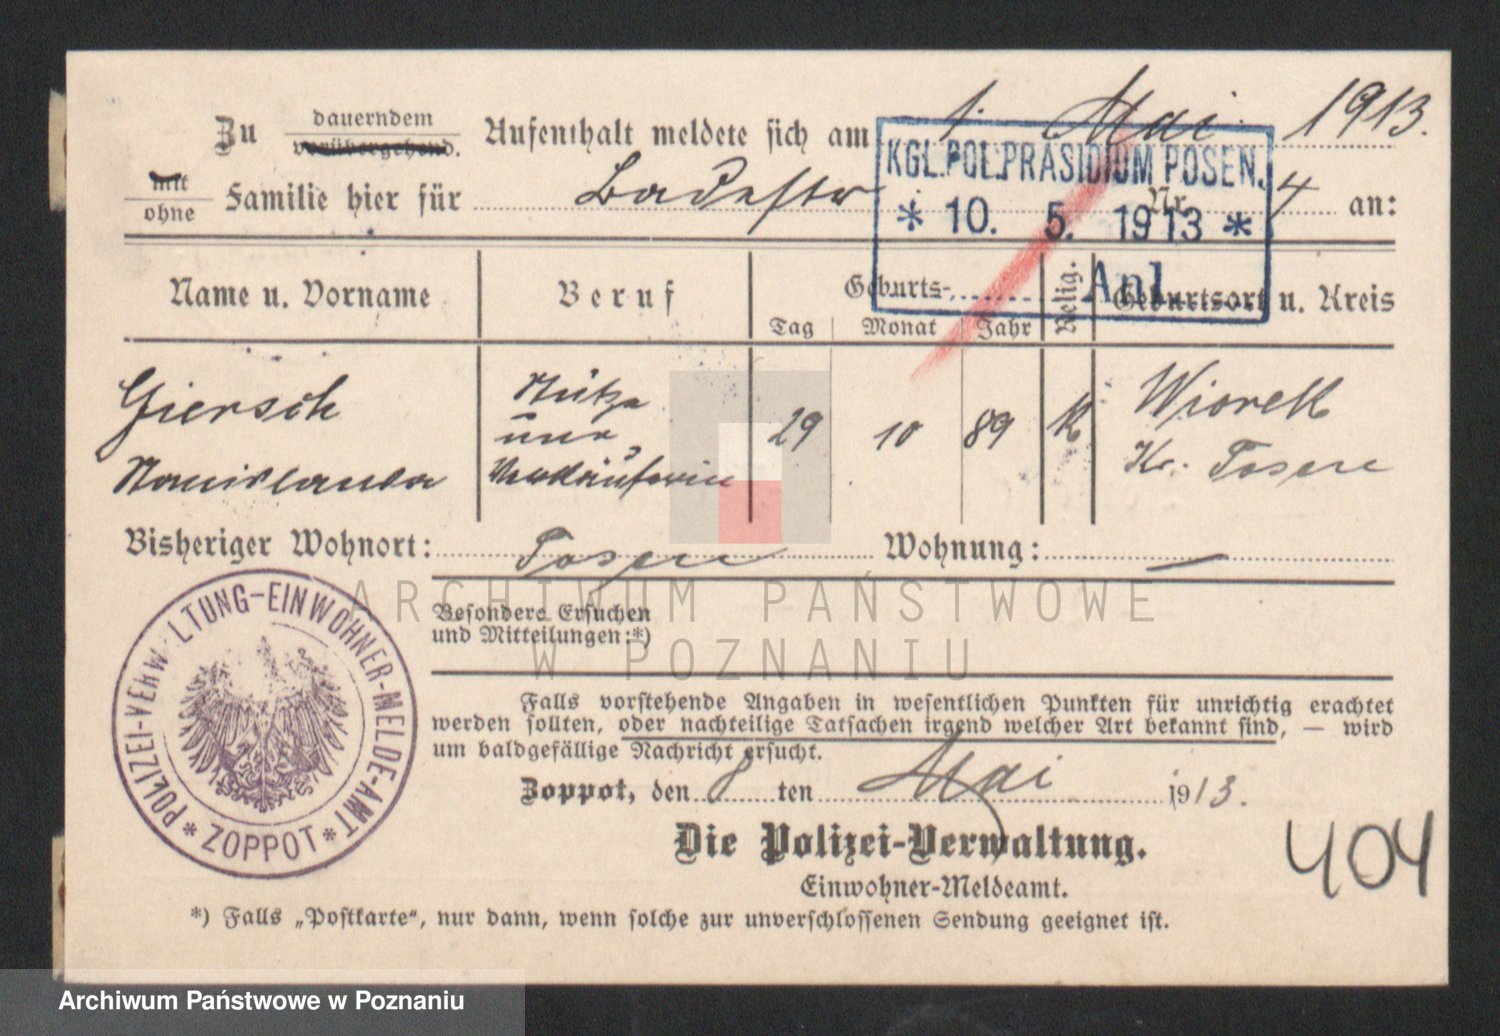 Zu dauerndem Aufenthalt meldete sich am 1. Mai 1913.
vorübergehend.
mit
ohne Familie hier für Badestr Nr. 4 an:
KGL. POL. PRÄSIDIUM POSEN.
* 10. 5. 1913 *
Anl.
Name u. Vorname Beruf Geburts- Relig. Geburtsort u. Kreis
Tag Monat Jahr
Giersch Stütze 29 10 89 K Wiorek
Stanislawa Verkäuferin Kr. Posen
Bisheriger Wohnort: Posen Wohnung: —
Besondere Ersuchen
und Mitteilungen:*)
POLIZEI-VERWALTUNG-EINWOHNER-MELDE-AMT
* ZOPPOT *
Falls vorstehende Angaben in wesentlichen Punkten für unrichtig erachtet
werden sollten, oder nachteilige Tatsachen irgend welcher Art bekannt sind, — wird
um baldgefällige Nachricht ersucht.
Zoppot, den 8 ten Mai 1913.
Die Polizei-Verwaltung.
Einwohner-Meldeamt.
404
*) Falls „Postkarte“, nur dann, wenn solche zur unverschlossenen Sendung geeignet ist.
ARCHIWUM PAŃSTWOWE
W POZNANIU
Archiwum Państwowe w Poznaniu